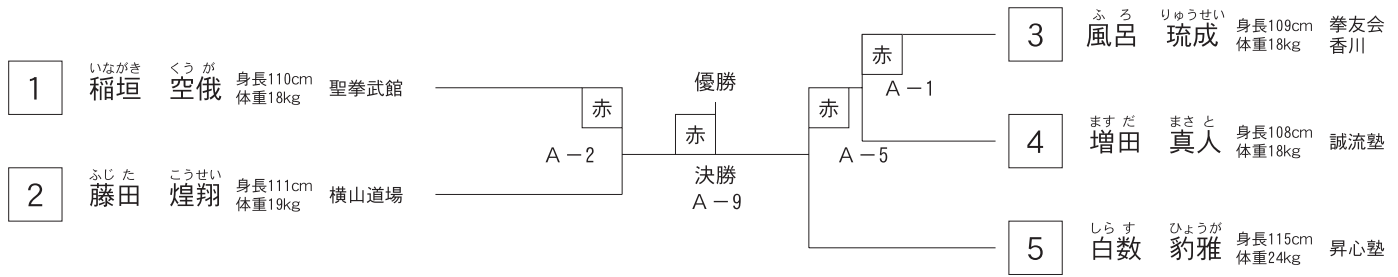 いながき くうが
1 稲垣 空俄 身長110cm 体重18kg 聖拳武館
ふじた こうせい
2 藤田 煌翔 身長111cm 体重19kg 横山道場
赤
A-2
優勝
赤
決勝
A-9
赤
A-5
赤
A-1
ふろ りゅうせい
3 風呂 琉成 身長109cm 体重18kg 拳友会 香川
ますだ まさと
4 増田 真人 身長108cm 体重18kg 誠流塾
しらす ひょうが
5 白数 豹雅 身長115cm 体重24kg 昇心塾